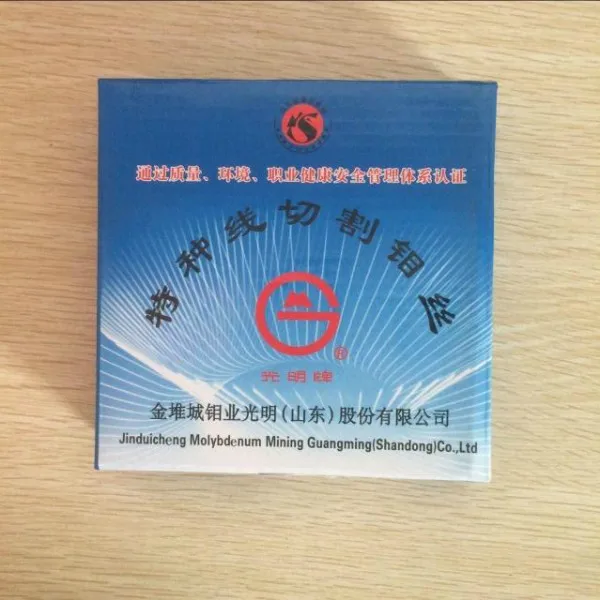 通过质量、环境、职业健康安全管理体系认证
特种线切割钼丝
®
光明牌
金堆城钼业光明(山东)股份有限公司
Jinduicheng Molybdenum Mining Guangming(Shandong)Co.,Ltd